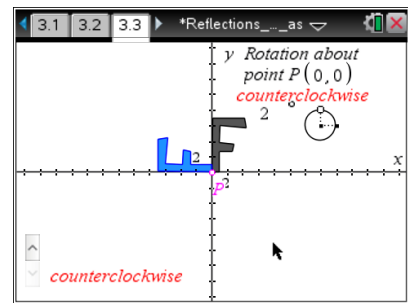 3.1 3.2 3.3 *Reflections_..._as
y Rotation about
point P(0,0)
counterclockwise
2 °
2
x
P 2
counterclockwise